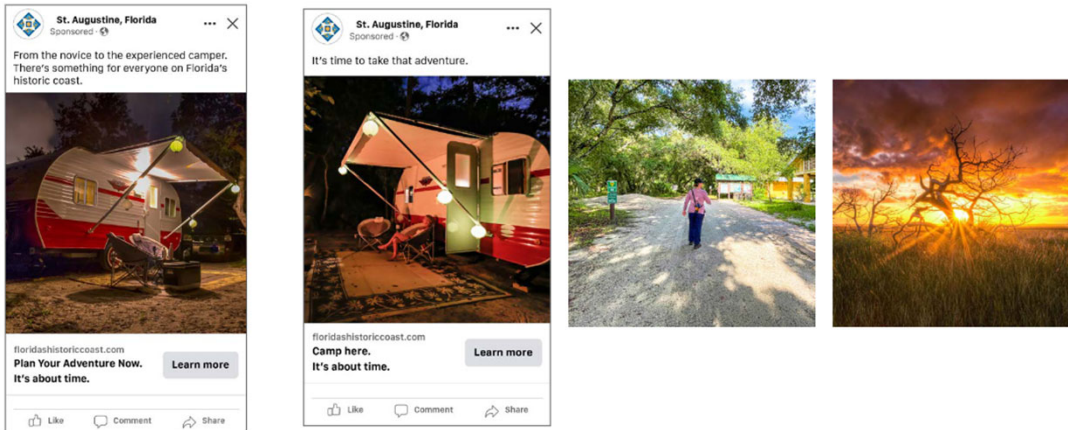 St. Augustine, Florida
Sponsored ·
From the novice to the experienced camper.
There's something for everyone on Florida's
historic coast.
floridashistoriccoast.com
Plan Your Adventure Now.
It's about time.
Learn more
Like
Comment
Share
St. Augustine, Florida
Sponsored ·
It's time to take that adventure.
floridashistoriccoast.com
Camp here.
It's about time.
Learn more
Like
Comment
Share